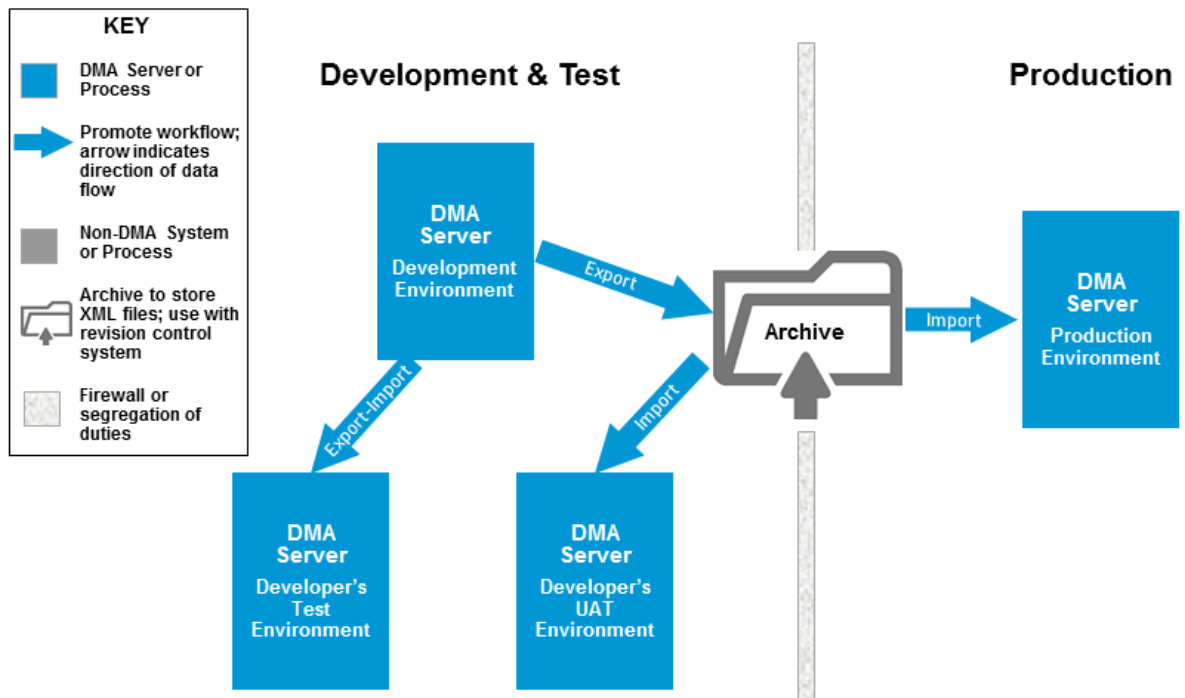 KEY
DMA Server or
Process
Promote workflow;
arrow indicates
direction of data
flow
Non-DMA System
or Process
Archive to store
XML files; use with
revision control
system
Firewall or
segregation of
duties
Development & Test
Production
DMA
Server
Development
Environment
Export
Archive
Import
DMA
Server
Production
Environment
Export-Import
Import
DMA
Server
Developer's
Test
Environment
DMA
Server
Developer's
UAT
Environment